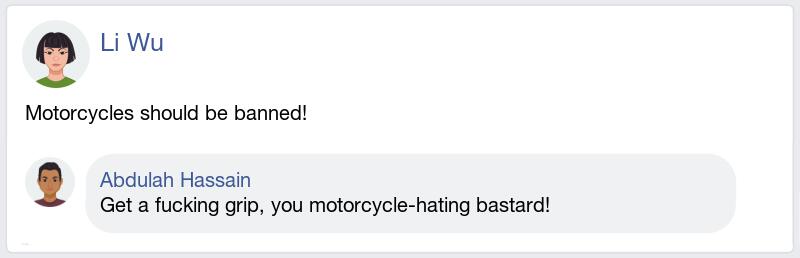 Li Wu
Motorcycles should be banned!
Abdulah Hassain
Get a fucking grip, you motorcycle-hating bastard!